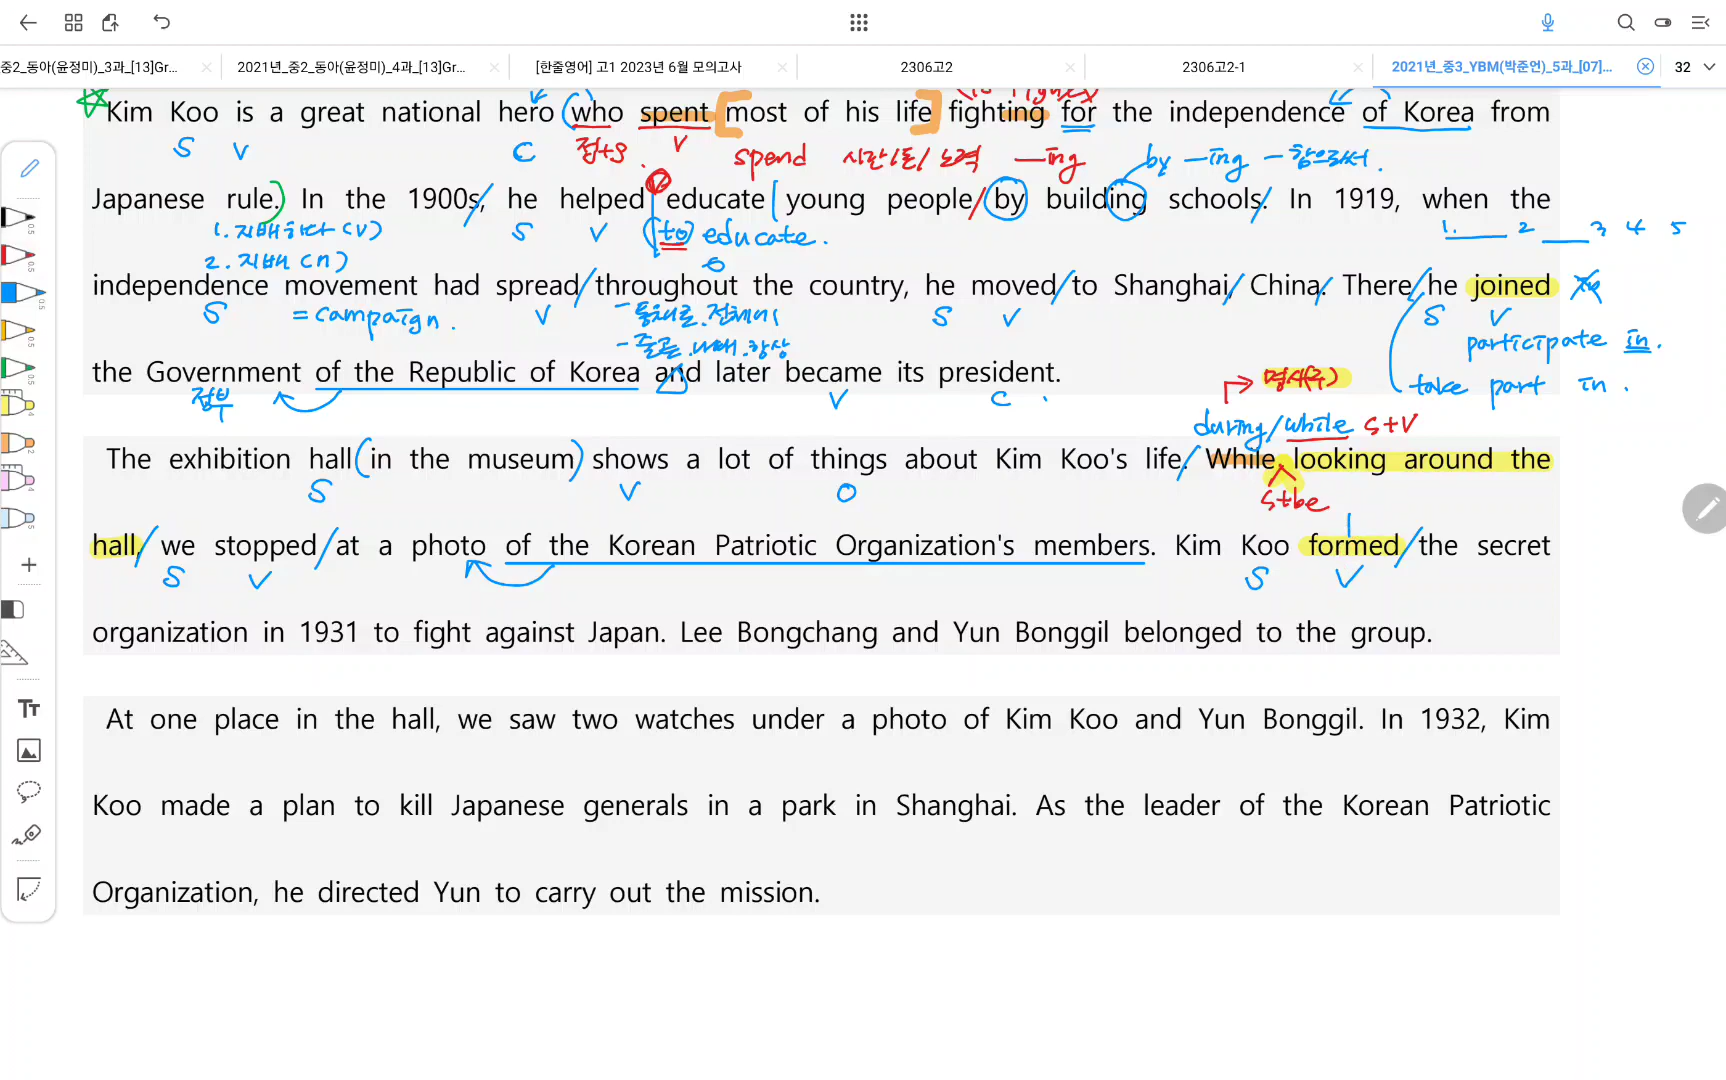 중2_동아(윤정미)_3과_[13]Gr...
2021년_중2_동아(윤정미)_4과_[13]Gr...
[한줄영어] 고1 2023년 6월 모의고사
2306고2
2306고2-1
2021년_중3_YBM(박준언)_5과_[07]...
32
Kim Koo is a great national hero who spent most of his life fighting for the independence of Korea from
S V C 점+옹 V spend 시간/돈/노력 —ing by —ing -함으로써.
Japanese rule. In the 1900s, he helped educate young people by building schools. In 1919, when the
1. 지배하다 (V) S V (to) educate. 1. 2 3 4 5
2. 지배 (n) O
independence movement had spread throughout the country, he moved to Shanghai, China. There, he joined in
S = campaign. V - 통채로. 전체에 S V S V
- 줄곧. 내내. 항상 participate in.
the Government of the Republic of Korea and later became its president.
정부 V C 명사(구) take part in.
during/while S+V
The exhibition hall in the museum shows a lot of things about Kim Koo's life. While looking around the
S V O S+be
hall, we stopped at a photo of the Korean Patriotic Organization's members. Kim Koo formed the secret
S V S V
organization in 1931 to fight against Japan. Lee Bongchang and Yun Bonggil belonged to the group.
At one place in the hall, we saw two watches under a photo of Kim Koo and Yun Bonggil. In 1932, Kim
Koo made a plan to kill Japanese generals in a park in Shanghai. As the leader of the Korean Patriotic
Organization, he directed Yun to carry out the mission.
TT